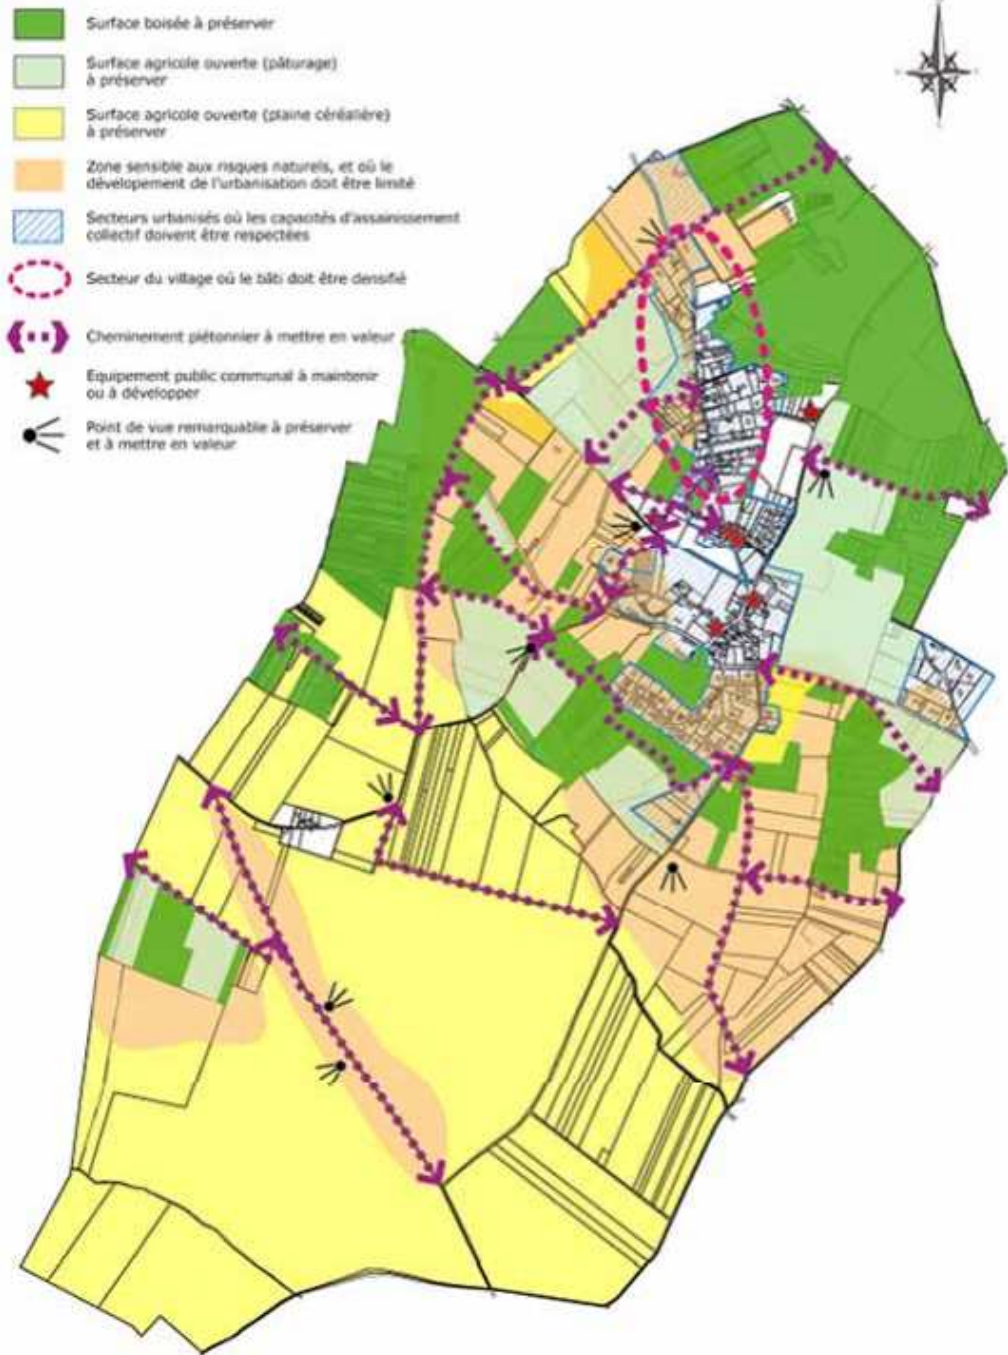 Surface boisée à préserver
Surface agricole ouverte (pâturage)
à préserver
Surface agricole ouverte (plaine céréalière)
à préserver
Zone sensible aux risques naturels, et où le
dévelopement de l'urbanisation doit être limité
Secteurs urbanisés où les capacités d'assainissement
collectif doivent être respectées
Secteur du village où le bâti doit être densifié
Cheminement piétonnier à mettre en valeur
Equipement public communal à maintenir
ou à développer
Point de vue remarquable à préserver
et à mettre en valeur